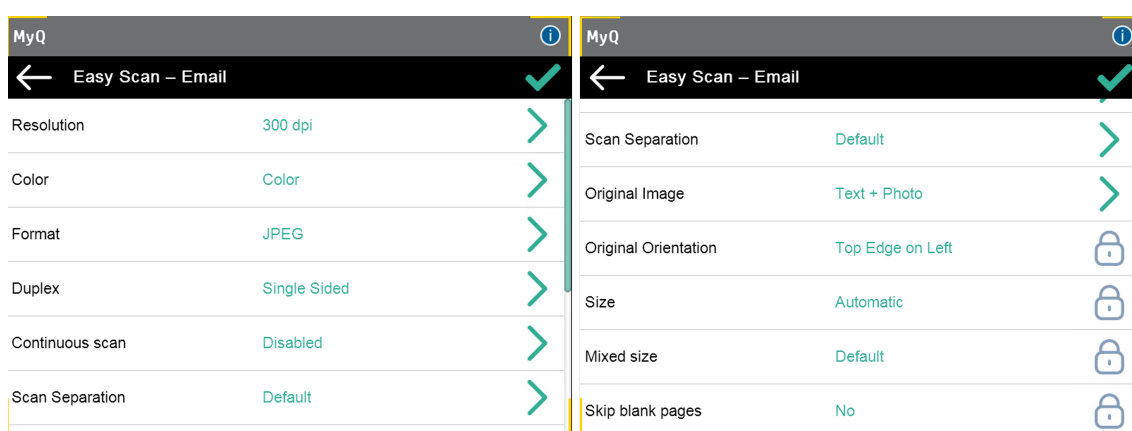 MyQ
Easy Scan – Email
Resolution 300 dpi
Color Color
Format JPEG
Duplex Single Sided
Continuous scan Disabled
Scan Separation Default
MyQ
Easy Scan – Email
Scan Separation Default
Original Image Text + Photo
Original Orientation Top Edge on Left
Size Automatic
Mixed size Default
Skip blank pages No